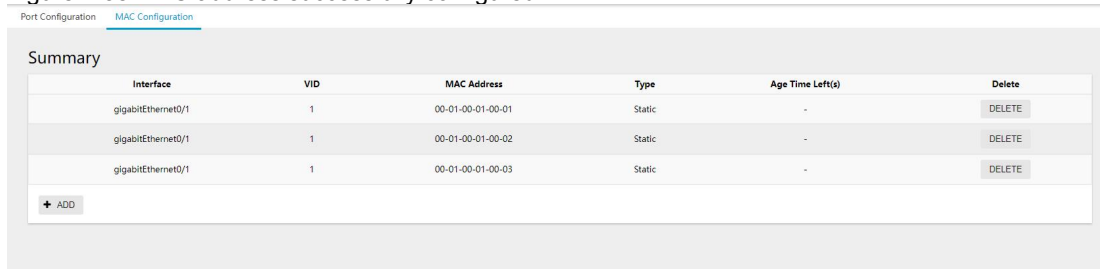 Port Configuration MAC Configuration
Summary
Interface VID MAC Address Type Age Time Left(s) Delete
gigabitEthernet0/1 1 00-01-00-01-00-01 Static - DELETE
gigabitEthernet0/1 1 00-01-00-01-00-02 Static - DELETE
gigabitEthernet0/1 1 00-01-00-01-00-03 Static - DELETE
+ ADD